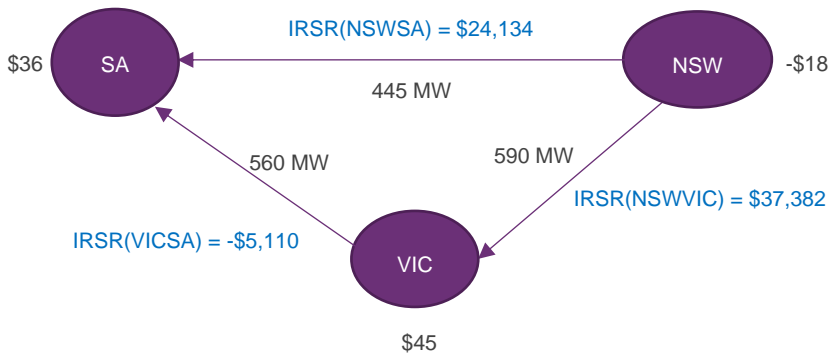 IRSR(NSWSA) = $24,134
$36
SA
NSW
-$18
445 MW
560 MW
590 MW
IRSR(NSWVIC) = $37,382
IRSR(VICSA) = -$5,110
VIC
$45